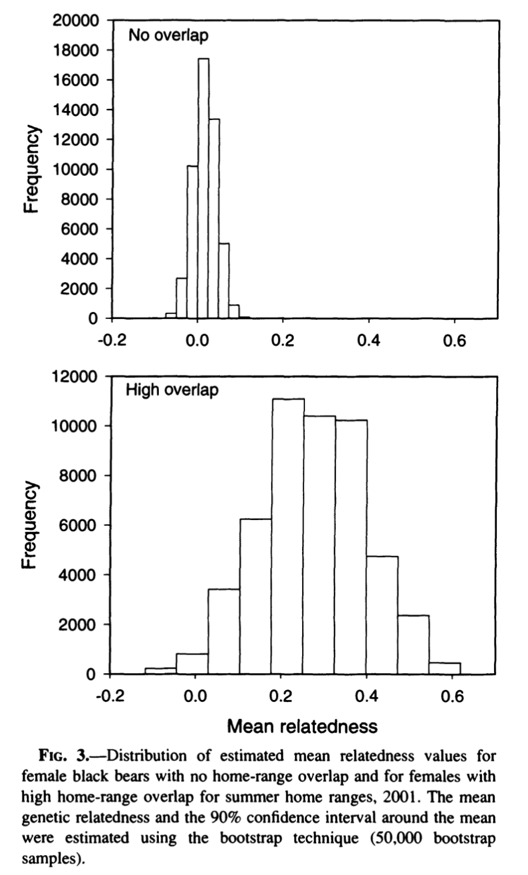 20000
No overlap
18000
16000
14000
12000
10000
8000
6000
4000
2000
0
Frequency
-0.2 0.0 0.2 0.4 0.6
12000
High overlap
10000
8000
6000
4000
2000
0
Frequency
-0.2 0.0 0.2 0.4 0.6
Mean relatedness
FIG. 3.—Distribution of estimated mean relatedness values for
female black bears with no home-range overlap and for females with
high home-range overlap for summer home ranges, 2001. The mean
genetic relatedness and the 90% confidence interval around the mean
were estimated using the bootstrap technique (50,000 bootstrap
samples).